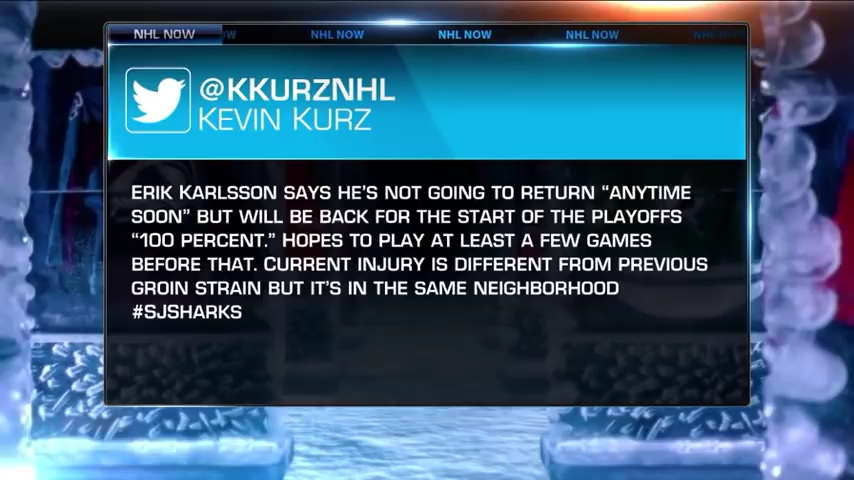 NHL NOW
NHL NOW
NHL NOW
NHL NOW
@KKURZNHL
KEVIN KURZ
ERIK KARLSSON SAYS HE'S NOT GOING TO RETURN "ANYTIME
SOON" BUT WILL BE BACK FOR THE START OF THE PLAYOFFS
"100 PERCENT." HOPES TO PLAY AT LEAST A FEW GAMES
BEFORE THAT. CURRENT INJURY IS DIFFERENT FROM PREVIOUS
GROIN STRAIN BUT IT'S IN THE SAME NEIGHBORHOOD
#SJSHARKS